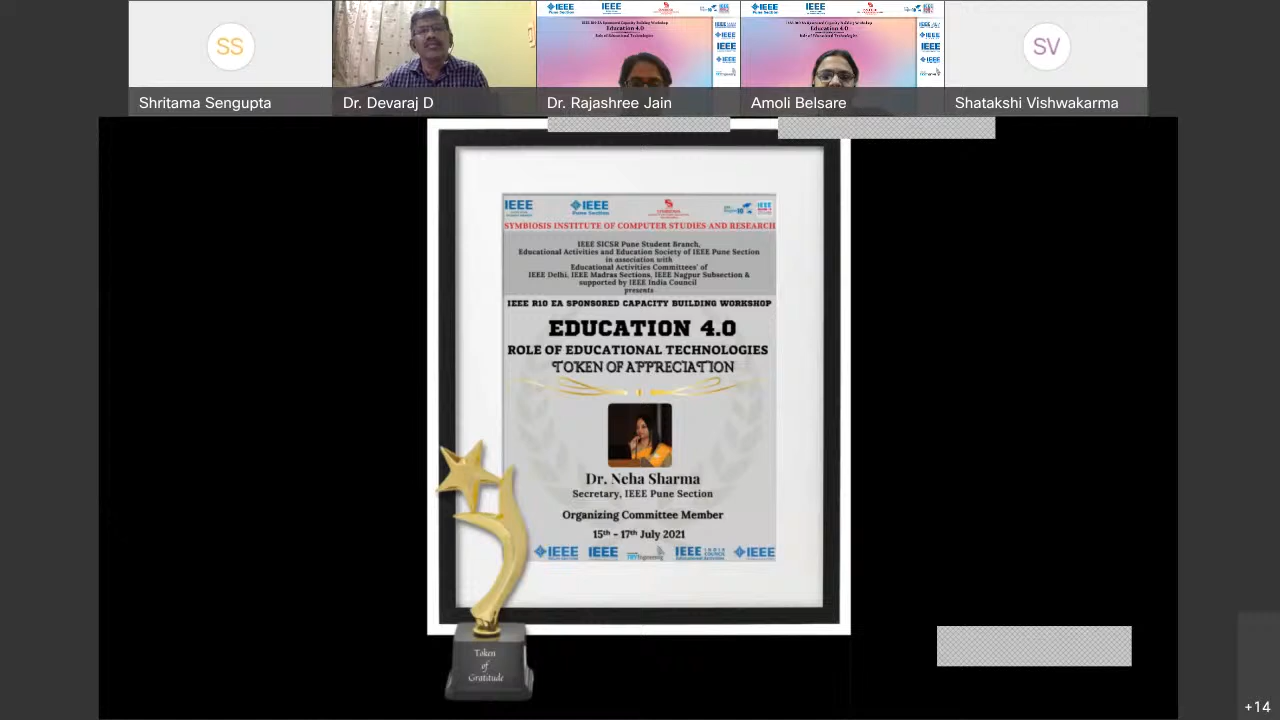 SS
SV
Shritama Sengupta
Dr. Devaraj D
Dr. Rajashree Jain
Amoli Belsare
Shatakshi Vishwakarma
IEEE
IEEE
Pune Section
SYMBIOSIS INSTITUTE OF COMPUTER STUDIES AND RESEARCH
IEEE SICSR Pune Student Branch,
Educational Activities and Education Society of IEEE Pune Section
in association with
Educational Activities Committees' of
IEEE Delhi, IEEE Madras Sections, IEEE Nagpur Subsection &
supported by IEEE India Council
presents
IEEE R10 EA SPONSORED CAPACITY BUILDING WORKSHOP
EDUCATION 4.0
ROLE OF EDUCATIONAL TECHNOLOGIES
TOKEN OF APPRECIATION
Dr. Neha Sharma
Secretary, IEEE Pune Section
Organizing Committee Member
15th - 17th July 2021
IEEE
IEEE
IEEE
IEEE
Token
of
Gratitude
+14